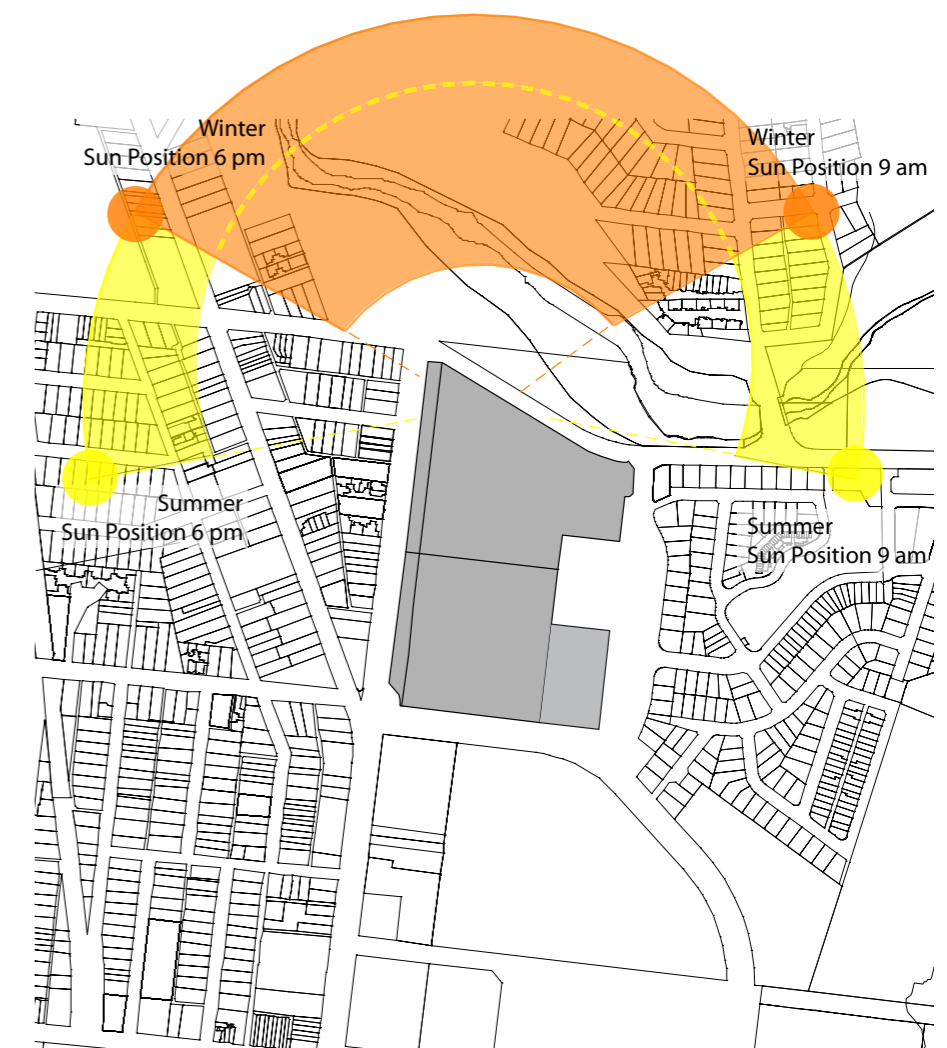 Winter
Sun Position 6 pm
Winter
Sun Position 9 am
Summer
Sun Position 6 pm
Summer
Sun Position 9 am